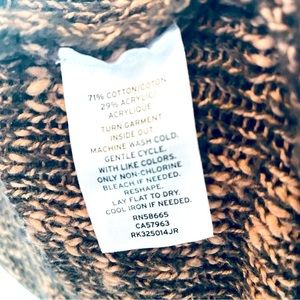 71% COTTON/COTON
29% ACRYLIC/
ACRYLIQUE
TURN GARMENT
INSIDE OUT
MACHINE WASH COLD.
GENTLE CYCLE.
WITH LIKE COLORS.
ONLY NON-CHLORINE
BLEACH IF NEEDED.
RESHAPE.
LAY FLAT TO DRY.
COOL IRON IF NEEDED.
RN58665
CA57963
RK325014JR